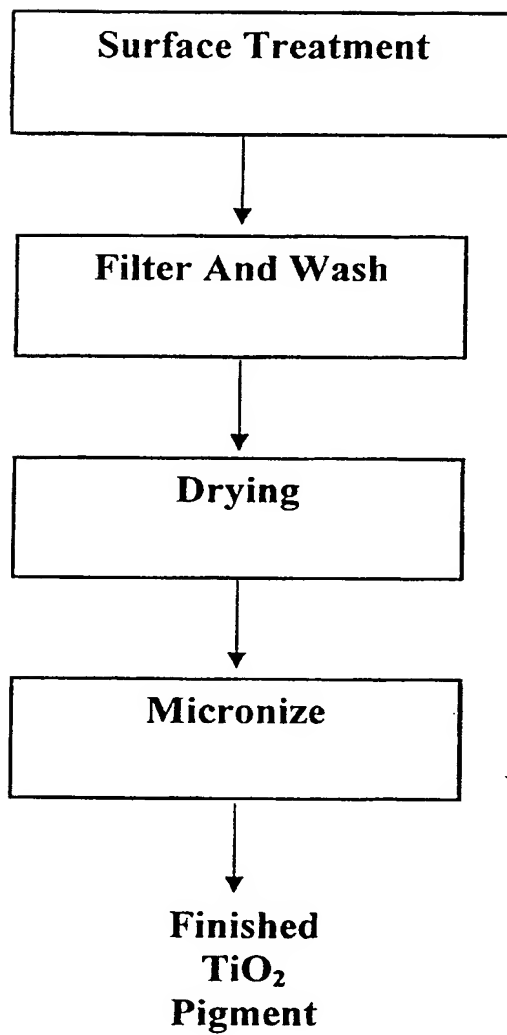 Surface Treatment
Filter And Wash
Drying
Micronize
Finished
TiO₂
Pigment